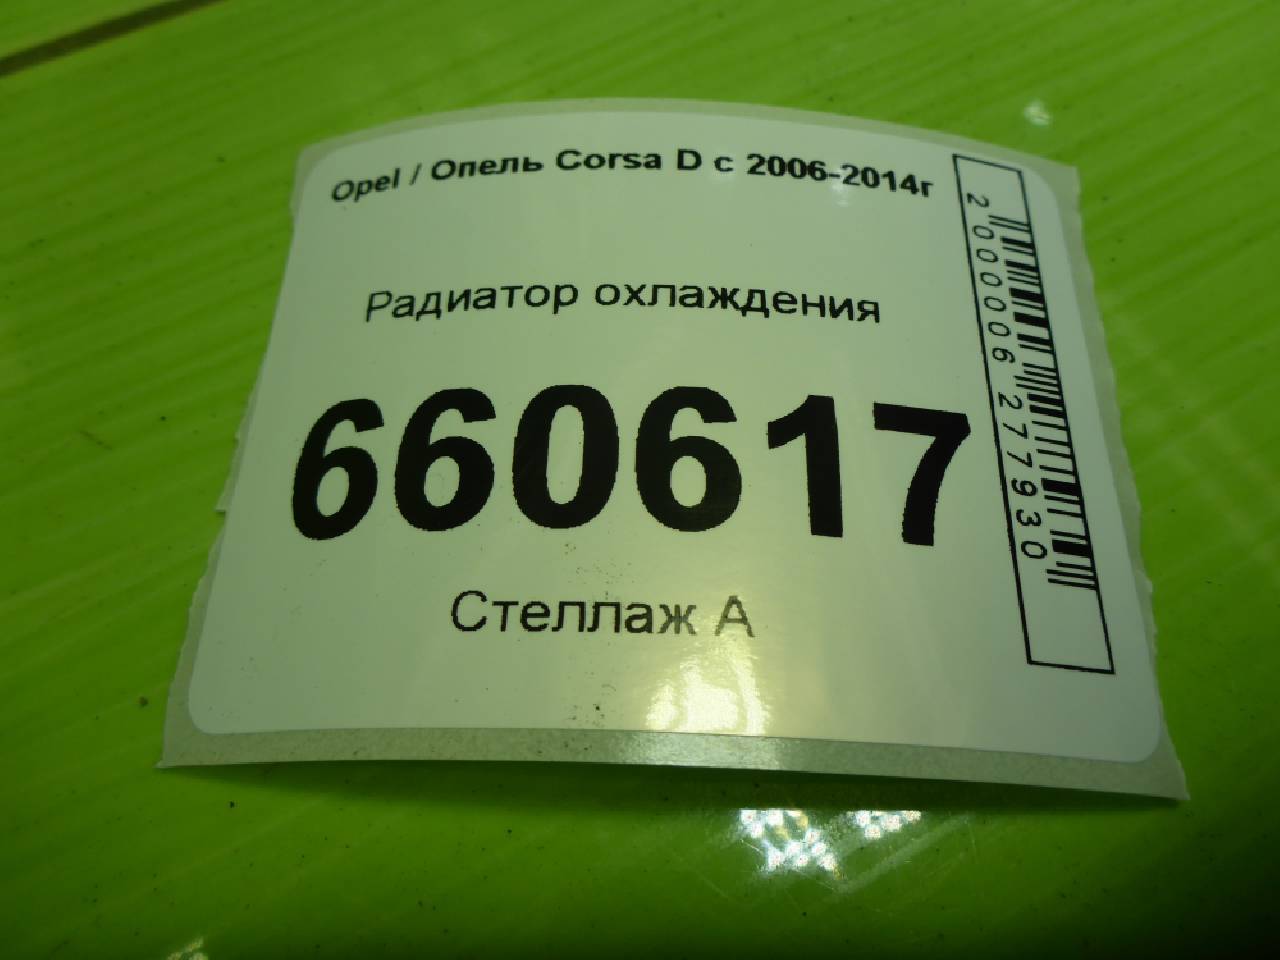 Opel / Опель Corsa D с 2006-2014г
Радиатор охлаждения
660617
Стеллаж А
2000006277930